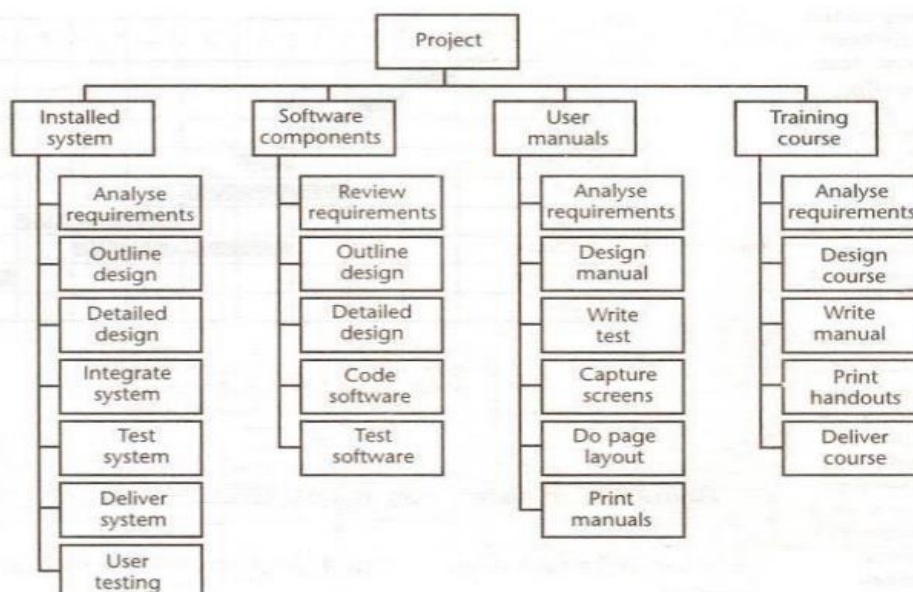 Project
Installed
system
Software
components
User
manuals
Training
course
Analyse
requirements
Outline
design
Detailed
design
Integrate
system
Test
system
Deliver
system
User
testing
Review
requirements
Outline
design
Detailed
design
Code
software
Test
software
Analyse
requirements
Design
manual
Write
test
Capture
screens
Do page
layout
Print
manuals
Analyse
requirements
Design
course
Write
manual
Print
handouts
Deliver
course